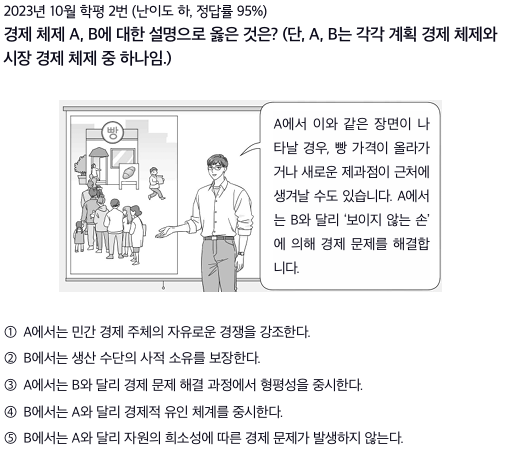 2023년 10월 학평 2번 (난이도 하, 정답률 95%)
경제 체제 A, B에 대한 설명으로 옳은 것은? (단, A, B는 각각 계획 경제 체제와
시장 경제 체제 중 하나임.)
빵
A에서 이와 같은 장면이 나
타날 경우, 빵 가격이 올라가
거나 새로운 제과점이 근처에
생겨날 수도 있습니다. A에서
는 B와 달리 ‘보이지 않는 손’
에 의해 경제 문제를 해결합
니다.
① A에서는 민간 경제 주체의 자유로운 경쟁을 강조한다.
② B에서는 생산 수단의 사적 소유를 보장한다.
③ A에서는 B와 달리 경제 문제 해결 과정에서 형평성을 중시한다.
④ B에서는 A와 달리 경제적 유인 체계를 중시한다.
⑤ B에서는 A와 달리 자원의 희소성에 따른 경제 문제가 발생하지 않는다.